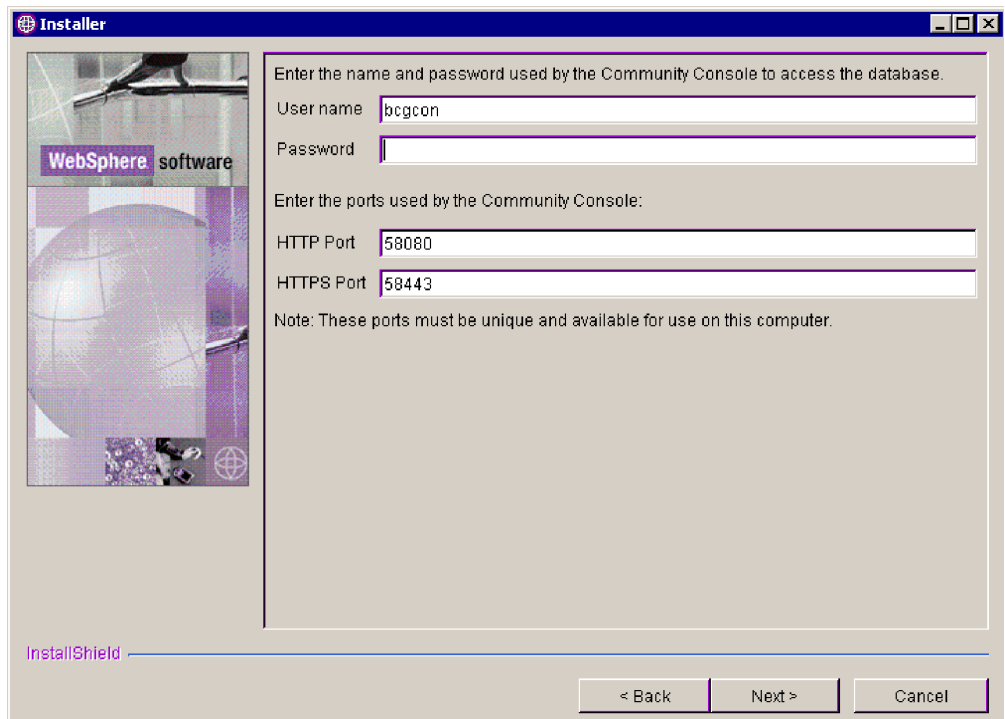 Installer
WebSphere software
Enter the name and password used by the Community Console to access the database.
User name bcgcon
Password
Enter the ports used by the Community Console:
HTTP Port 58080
HTTPS Port 58443
Note: These ports must be unique and available for use on this computer.
InstallShield
< Back Next > Cancel